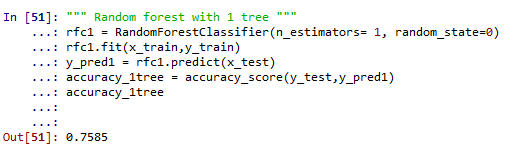 In [51]: """ Random forest with 1 tree """
    ...: rfc1 = RandomForestClassifier(n_estimators= 1, random_state=0)
    ...: rfc1.fit(x_train,y_train)
    ...: y_pred1 = rfc1.predict(x_test)
    ...: accuracy_1tree = accuracy_score(y_test,y_pred1)
    ...: accuracy_1tree
    ...:
    ...:
Out[51]: 0.7585